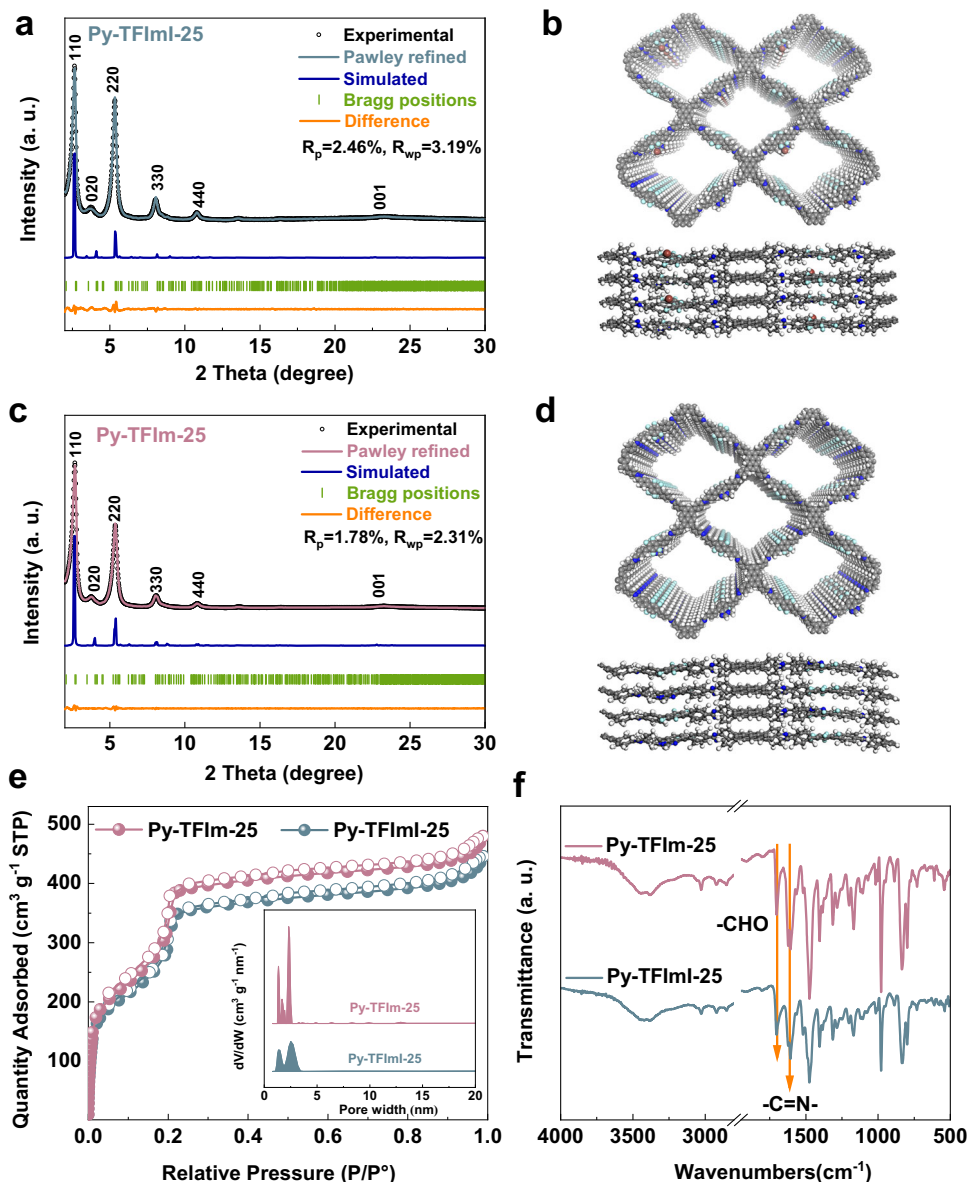 a
Py-TFImI-25
Experimental
Pawley refined
Simulated
Bragg positions
Difference
Rp=2.46%, Rwp=3.19%
110
020
220
330
440
001
Intensity (a. u.)
5 10 15 20 25 30
2 Theta (degree)
b
c
Py-TFIm-25
Experimental
Pawley refined
Simulated
Bragg positions
Difference
Rp=1.78%, Rwp=2.31%
110
020
220
330
440
001
Intensity (a. u.)
5 10 15 20 25 30
2 Theta (degree)
d
e
Py-TFIm-25 Py-TFImI-25
Quantity Adsorbed (cm³ g⁻¹ STP)
500
400
300
200
100
0.0 0.2 0.4 0.6 0.8 1.0
Relative Pressure (P/P°)
dV/dW (cm³ g⁻¹ nm⁻¹)
Py-TFIm-25
Py-TFImI-25
0 5 10 15 20
Pore width (nm)
f
Py-TFIm-25
-CHO
Py-TFImI-25
-C=N-
Transmittance (a. u.)
4000 3000 1500 1000 500
Wavenumbers(cm⁻¹)